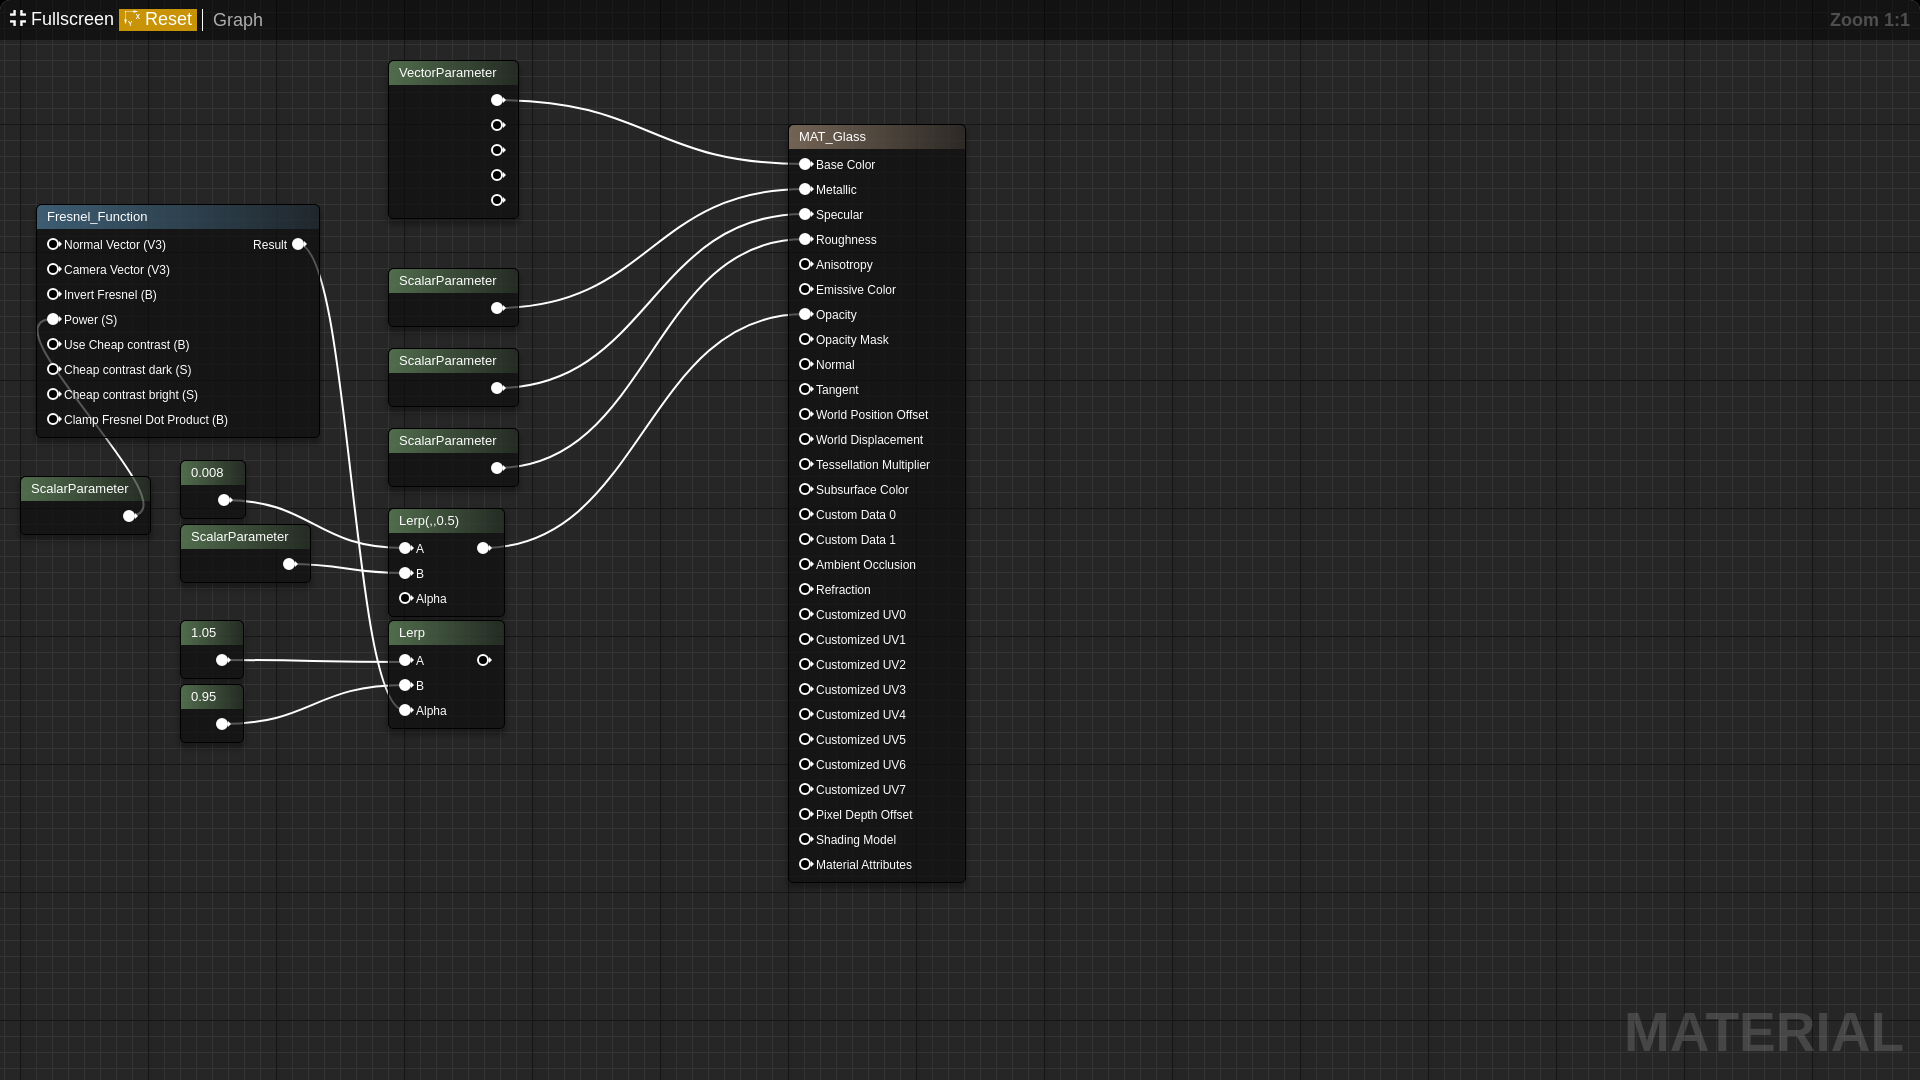 Fullscreen Reset Graph
Zoom 1:1
VectorParameter
Fresnel_Function
Normal Vector (V3) Result
Camera Vector (V3)
Invert Fresnel (B)
Power (S)
Use Cheap contrast (B)
Cheap contrast dark (S)
Cheap contrast bright (S)
Clamp Fresnel Dot Product (B)
ScalarParameter
0.008
ScalarParameter
1.05
0.95
ScalarParameter
ScalarParameter
ScalarParameter
Lerp(,,0.5)
A
B
Alpha
Lerp
A
B
Alpha
MAT_Glass
Base Color
Metallic
Specular
Roughness
Anisotropy
Emissive Color
Opacity
Opacity Mask
Normal
Tangent
World Position Offset
World Displacement
Tessellation Multiplier
Subsurface Color
Custom Data 0
Custom Data 1
Ambient Occlusion
Refraction
Customized UV0
Customized UV1
Customized UV2
Customized UV3
Customized UV4
Customized UV5
Customized UV6
Customized UV7
Pixel Depth Offset
Shading Model
Material Attributes
MATERIAL